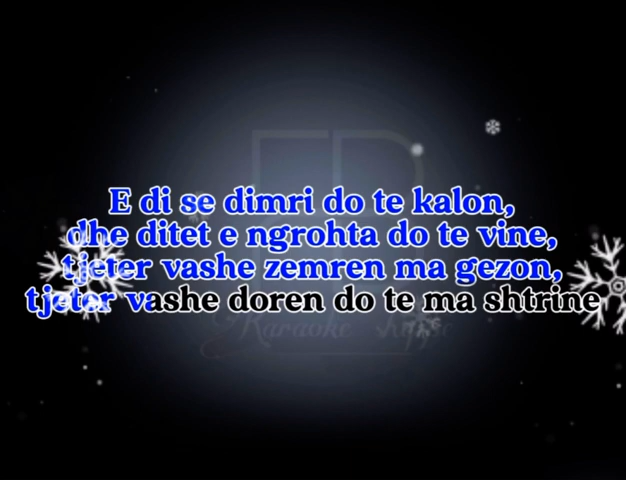 E di se dimri do te kalon,
dhe ditet e ngrohta do te vine,
tjeter vashe zemren ma gezon,
tjeter vashe doren do te ma shtrine
Karaoke